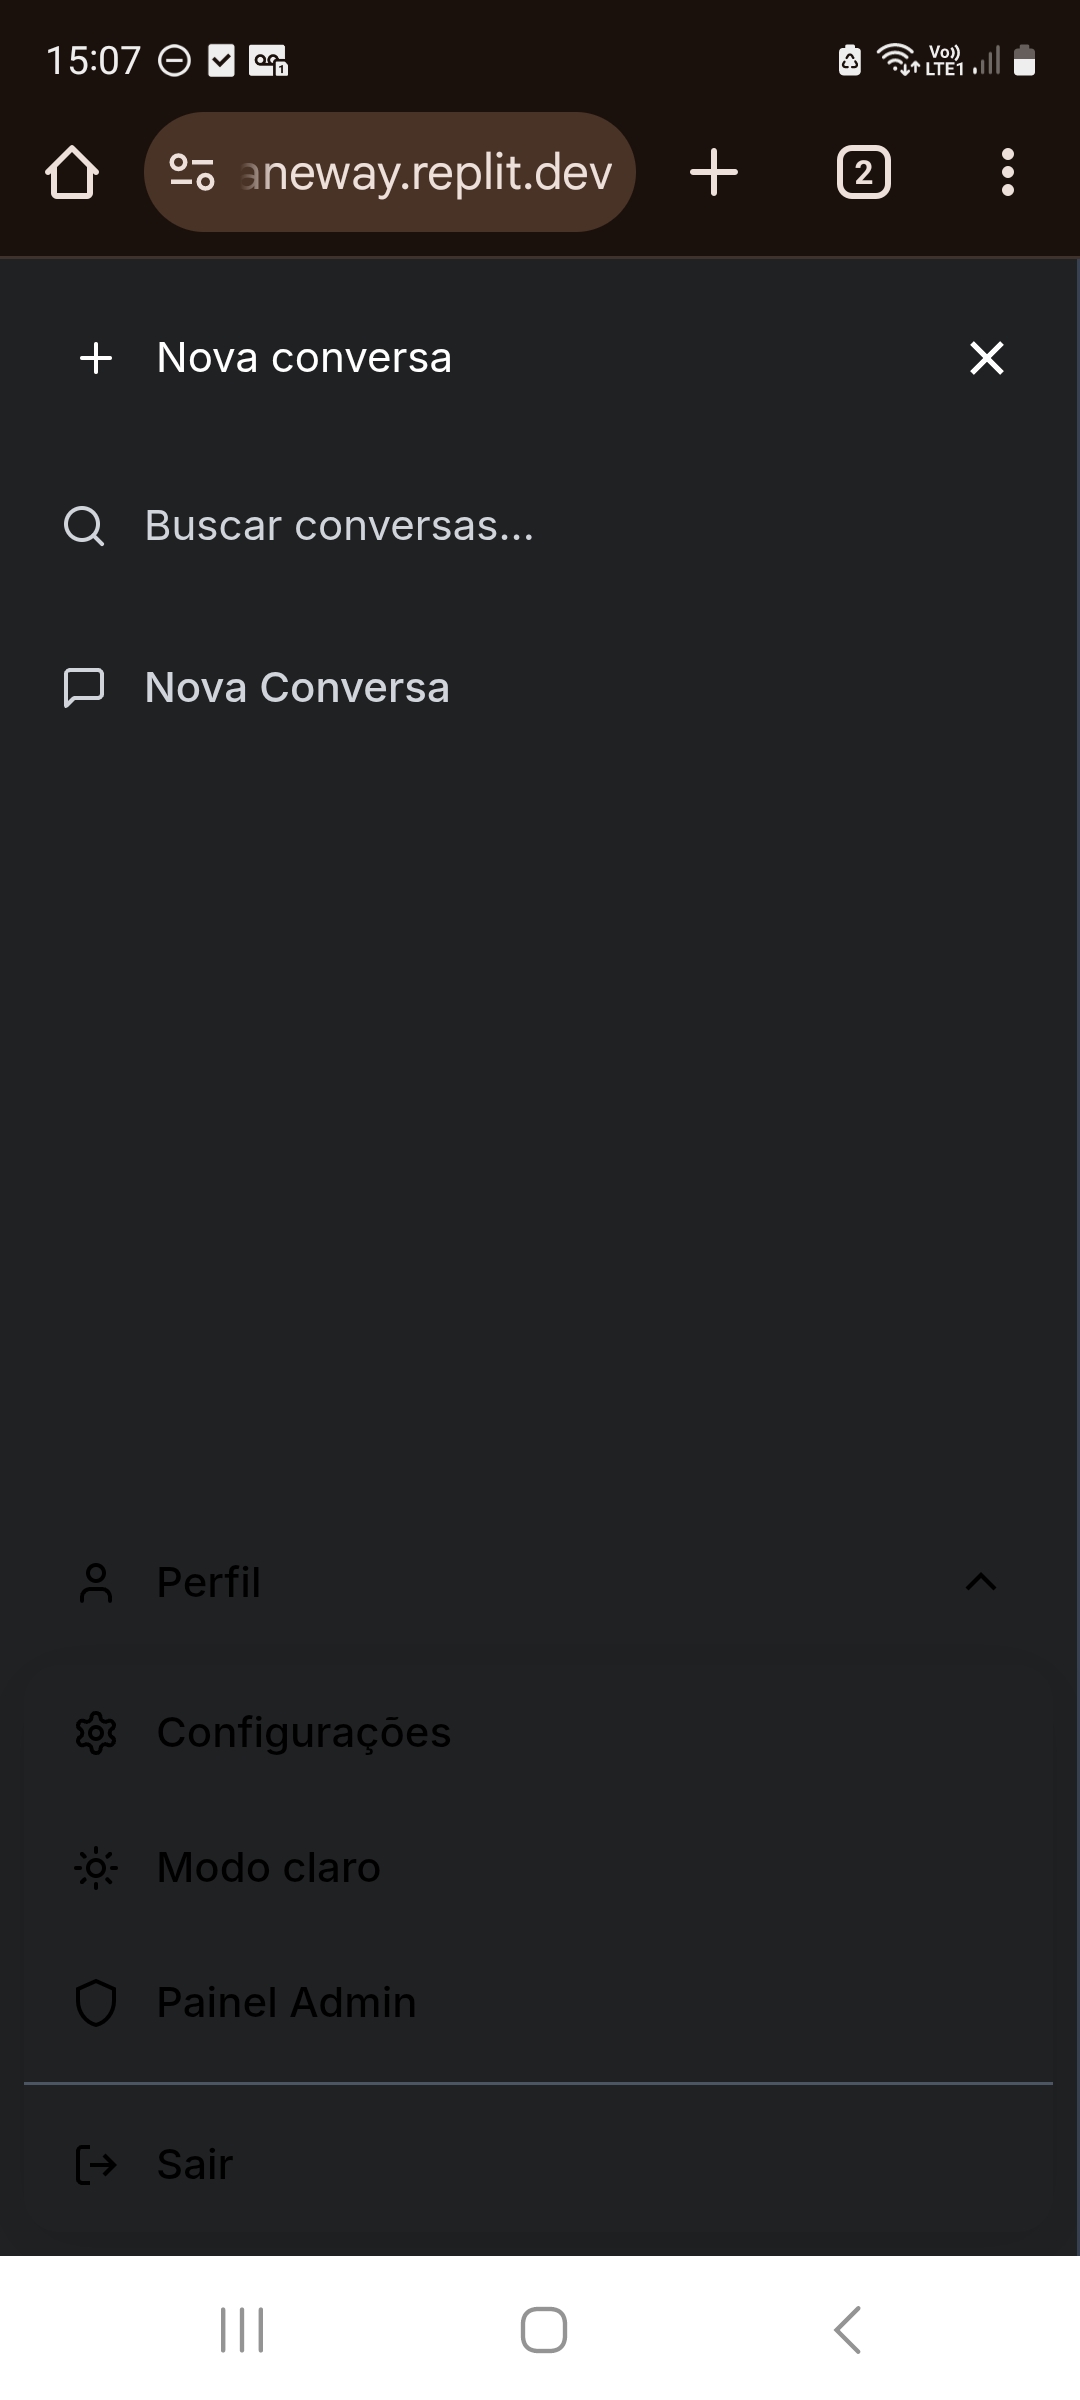 15:07
Vo))
LTE1
aneway.replit.dev
2
Nova conversa
Buscar conversas...
Nova Conversa
Perfil
Configurações
Modo claro
Painel Admin
Sair